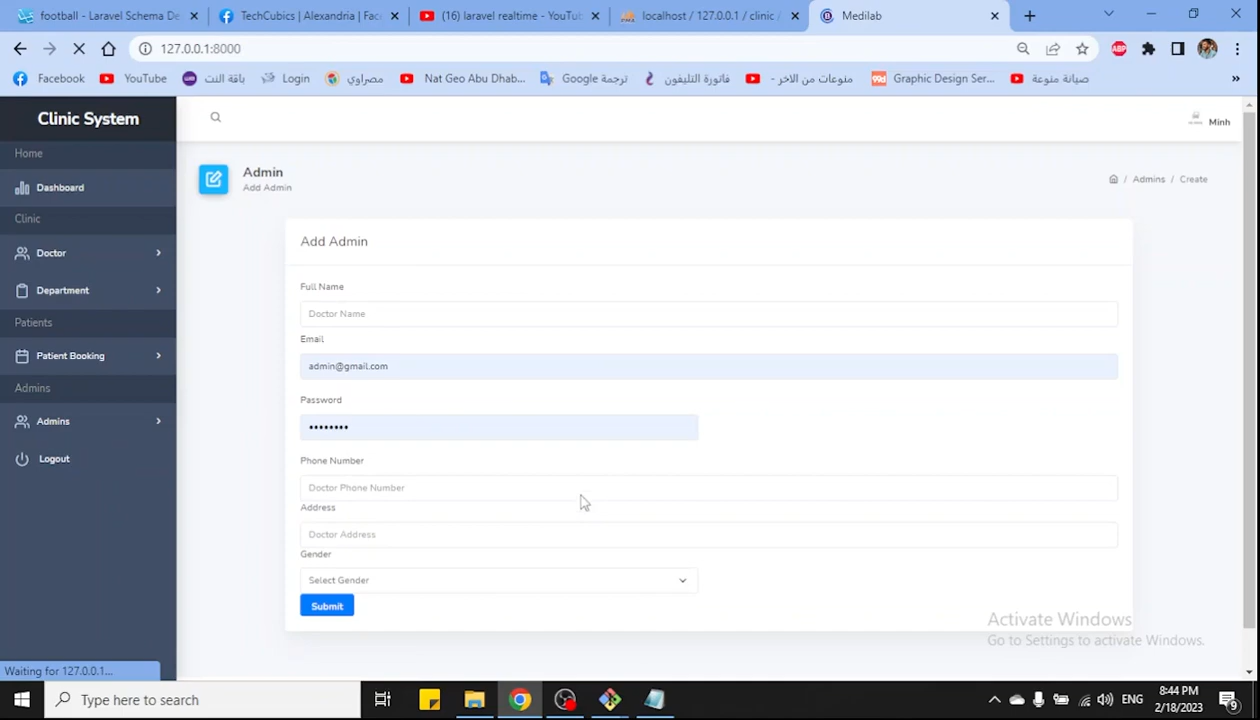 football - Laravel Schema De
TechCubics | Alexandria | Fac
(16) laravel realtime - YouTu
localhost / 127.0.0.1 / clinic /
Medilab
127.0.0.1:8000
Facebook
YouTube
باقة النت
Login
مصراوي
Nat Geo Abu Dhab...
ترجمة Google
فاتورة التليفون
منوعات من الاخر - ...
Graphic Design Ser...
صيانة منوعة
»
Clinic System
Minh
Home
Dashboard
Clinic
Doctor
Department
Patients
Patient Booking
Admins
Admins
Logout
Admin
Add Admin
/ Admins / Create
Add Admin
Full Name
Doctor Name
Email
admin@gmail.com
Password
••••••••
Phone Number
Doctor Phone Number
Address
Doctor Address
Gender
Select Gender
Submit
Activate Windows
Go to Settings to activate Windows.
Waiting for 127.0.0.1...
Type here to search
ENG
8:44 PM
2/18/2023
9